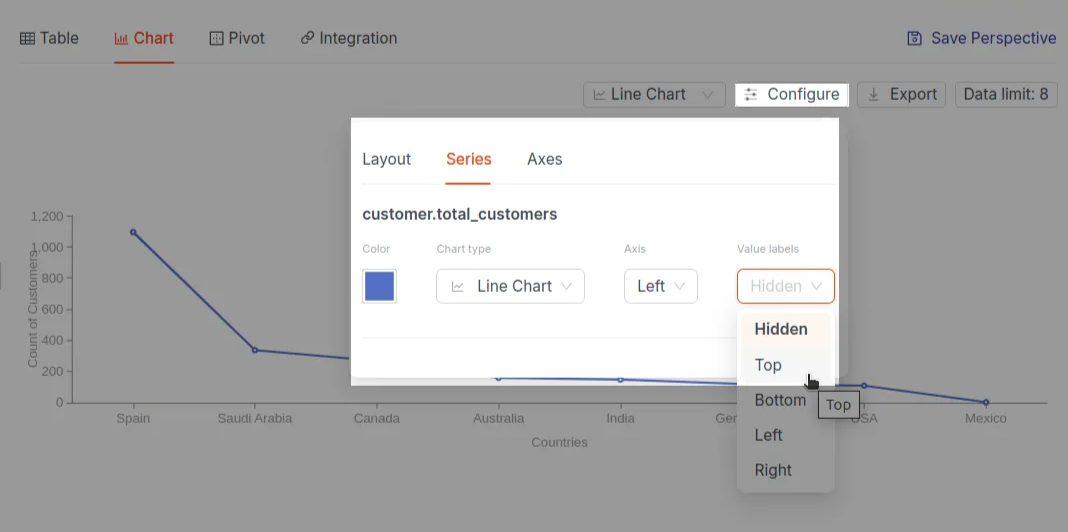 Table Chart Pivot Integration Save Perspective
Line Chart Configure Export Data limit: 8
Layout Series Axes
customer.total_customers
Color Chart type Axis Value labels
Line Chart Left Hidden
Hidden
Top
Bottom
Left
Right
Top
Count of Customers
1,200
1,000
800
600
400
200
0
Spain Saudi Arabia Canada Australia India Ger USA Mexico
Countries